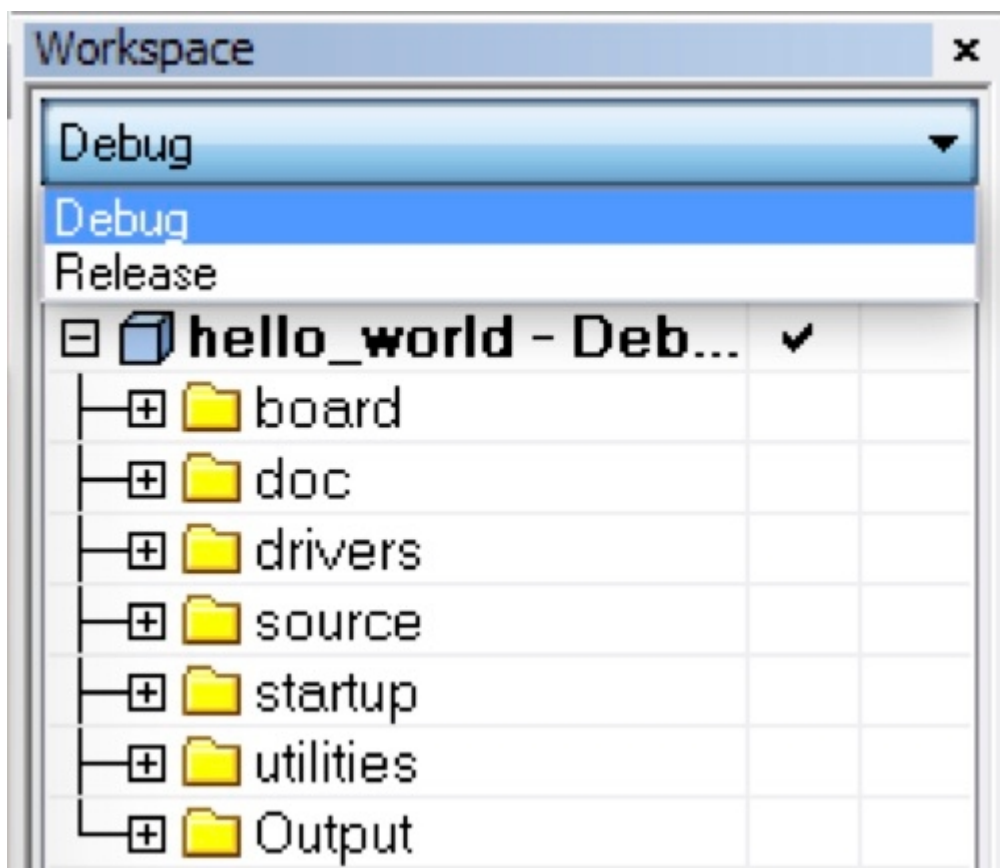 Workspace
Debug
Debug
Release
hello_world - Deb...
board
doc
drivers
source
startup
utilities
Output